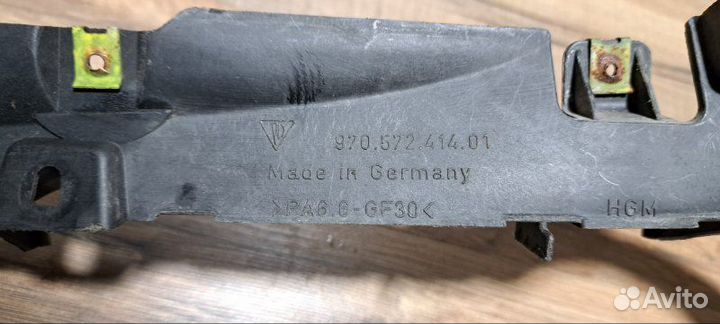 970.572.414.01
Made in Germany
>PA6.6-GF30<
HGM
Avito